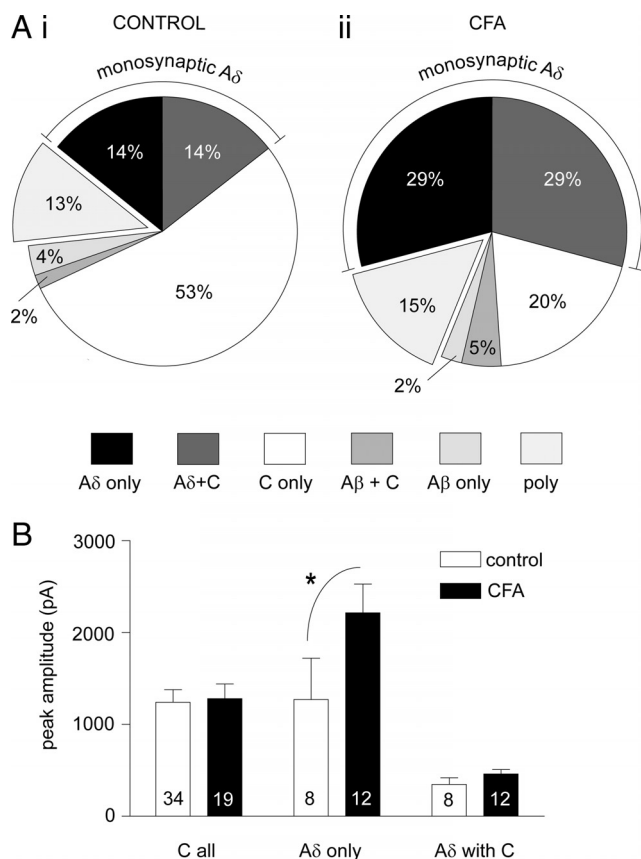 A i CONTROL ii CFA
monosynaptic Aδ monosynaptic Aδ
14% 14% 29% 29%
13%
4% 53% 15% 20%
2% 5%
2%
Aδ only Aδ+C C only Aβ + C Aβ only poly
B
3000
2000
1000
0
peak amplitude (pA)
control
CFA
*
34 19 8 12 8 12
C all Aδ only Aδ with C